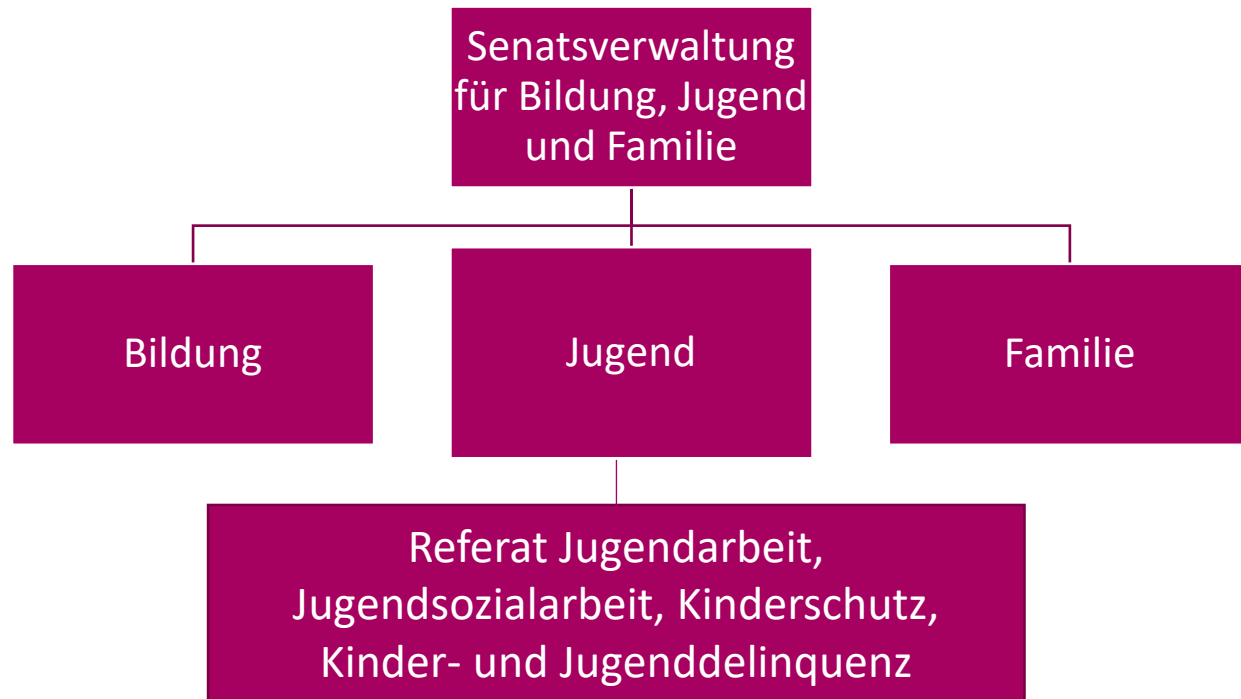 Senatsverwaltung
für Bildung, Jugend
und Familie
Bildung
Jugend
Familie
Referat Jugendarbeit,
Jugendsozialarbeit, Kinderschutz,
Kinder- und Jugenddelinquenz